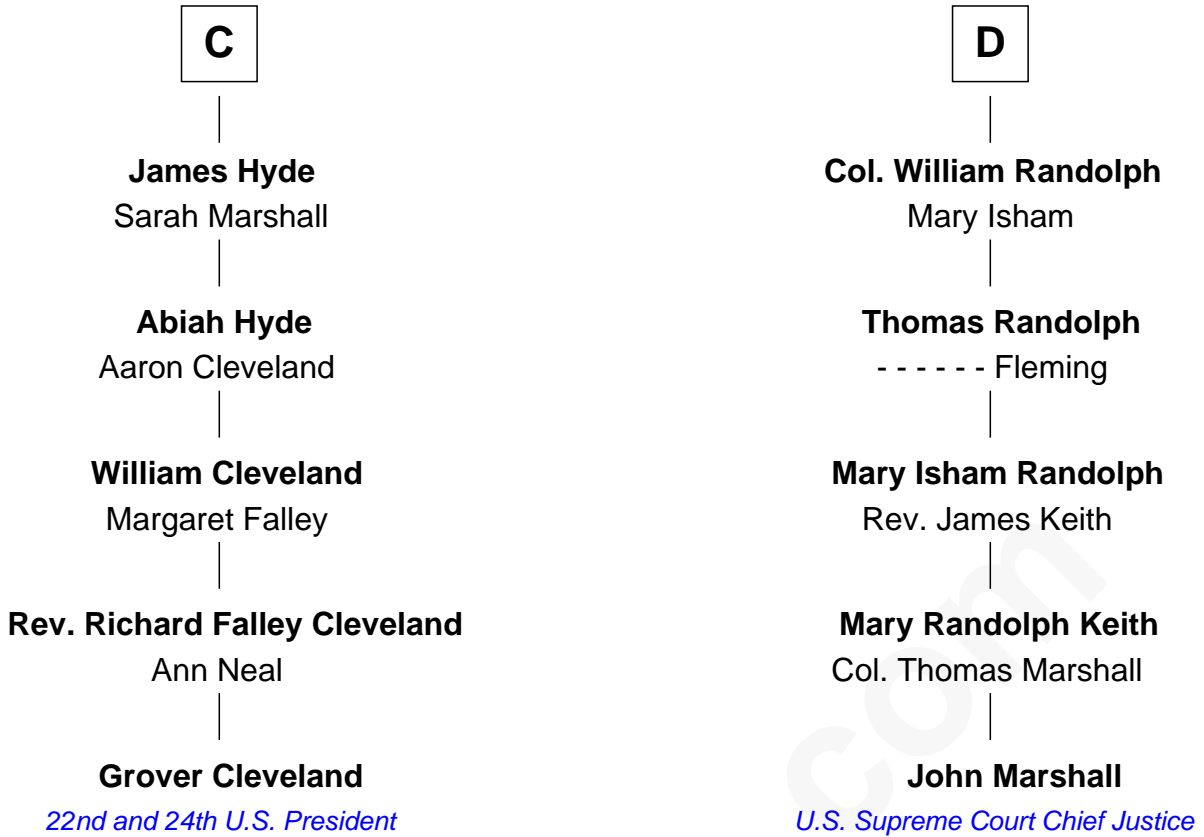 C
James Hyde
Sarah Marshall
Abiah Hyde
Aaron Cleveland
William Cleveland
Margaret Falley
Rev. Richard Falley Cleveland
Ann Neal
Grover Cleveland
22nd and 24th U.S. President
D
Col. William Randolph
Mary Isham
Thomas Randolph
- - - - - - Fleming
Mary Isham Randolph
Rev. James Keith
Mary Randolph Keith
Col. Thomas Marshall
John Marshall
U.S. Supreme Court Chief Justice
com